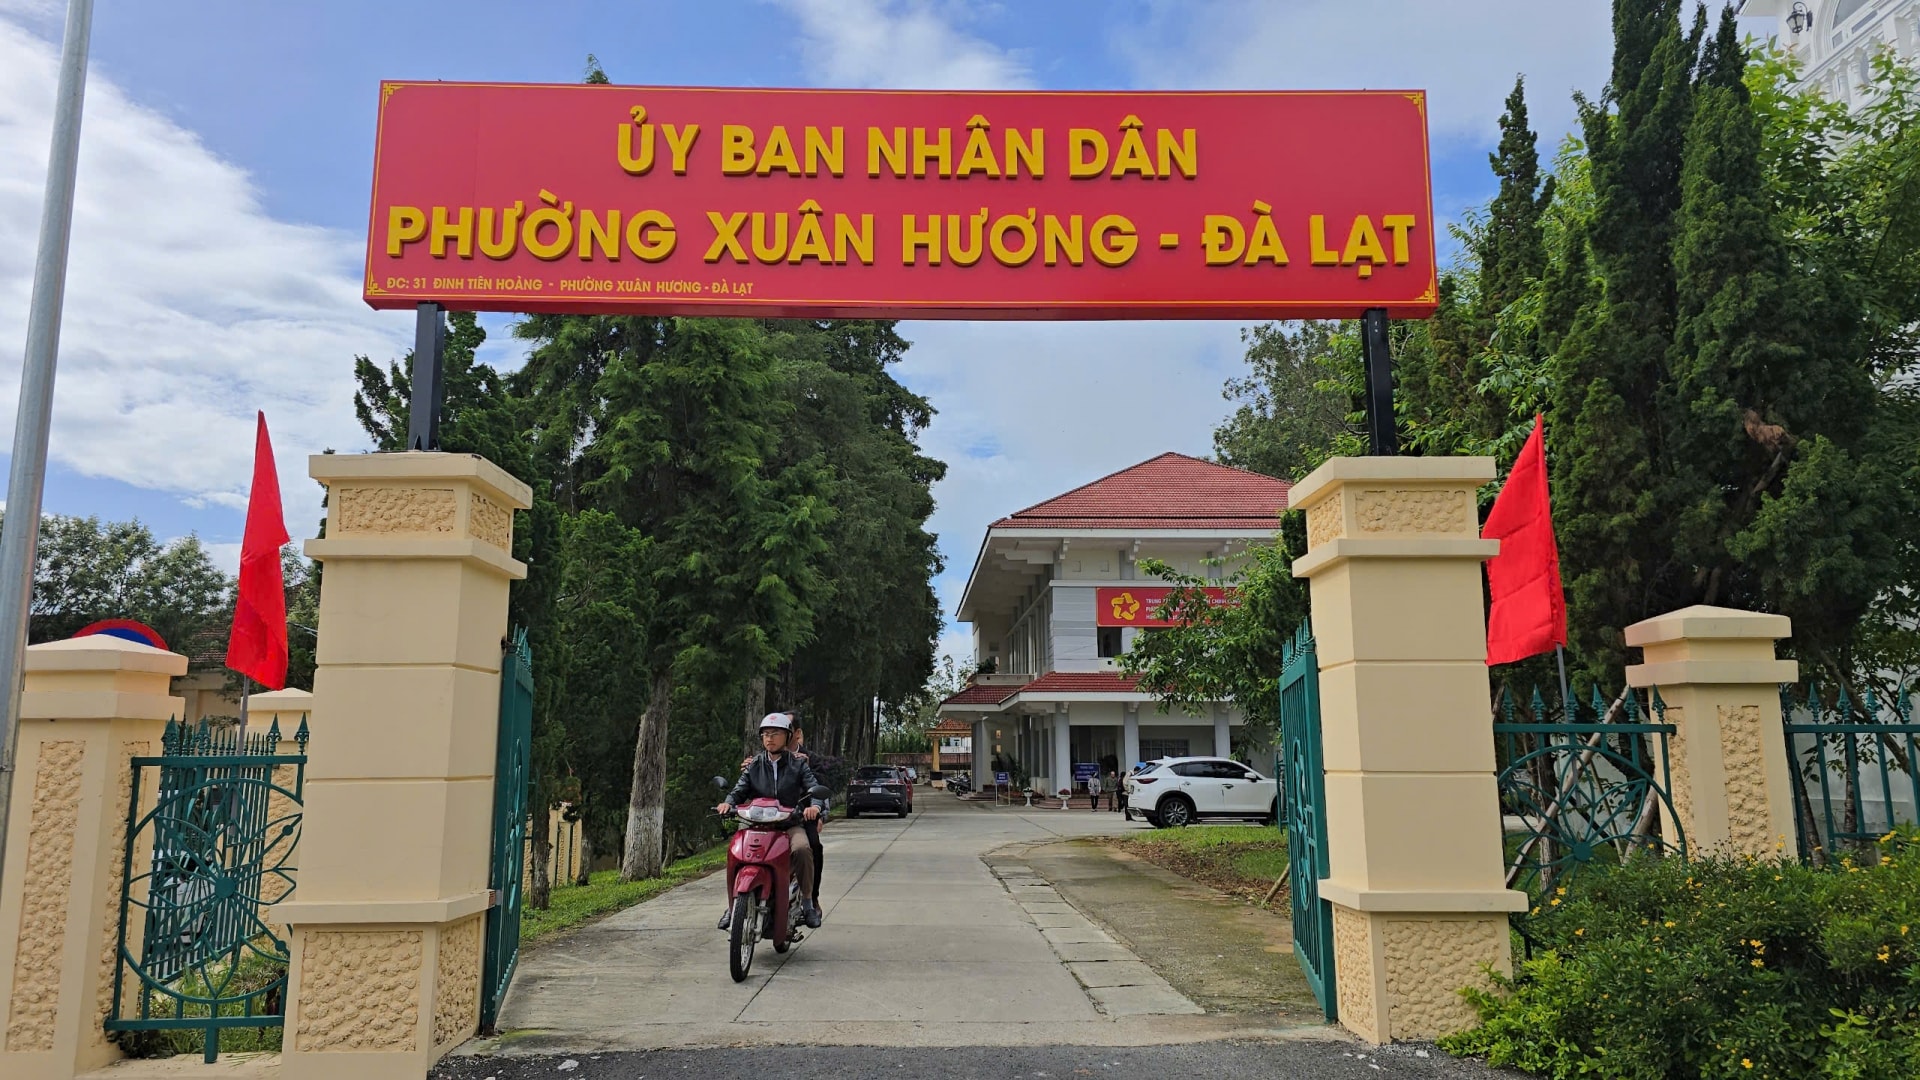 ỦY BAN NHÂN DÂN
PHƯỜNG XUÂN HƯƠNG - ĐÀ LẠT
ĐC: 31 ĐINH TIÊN HOÀNG - PHƯỜNG XUÂN HƯƠNG - ĐÀ LẠT
TRUNG